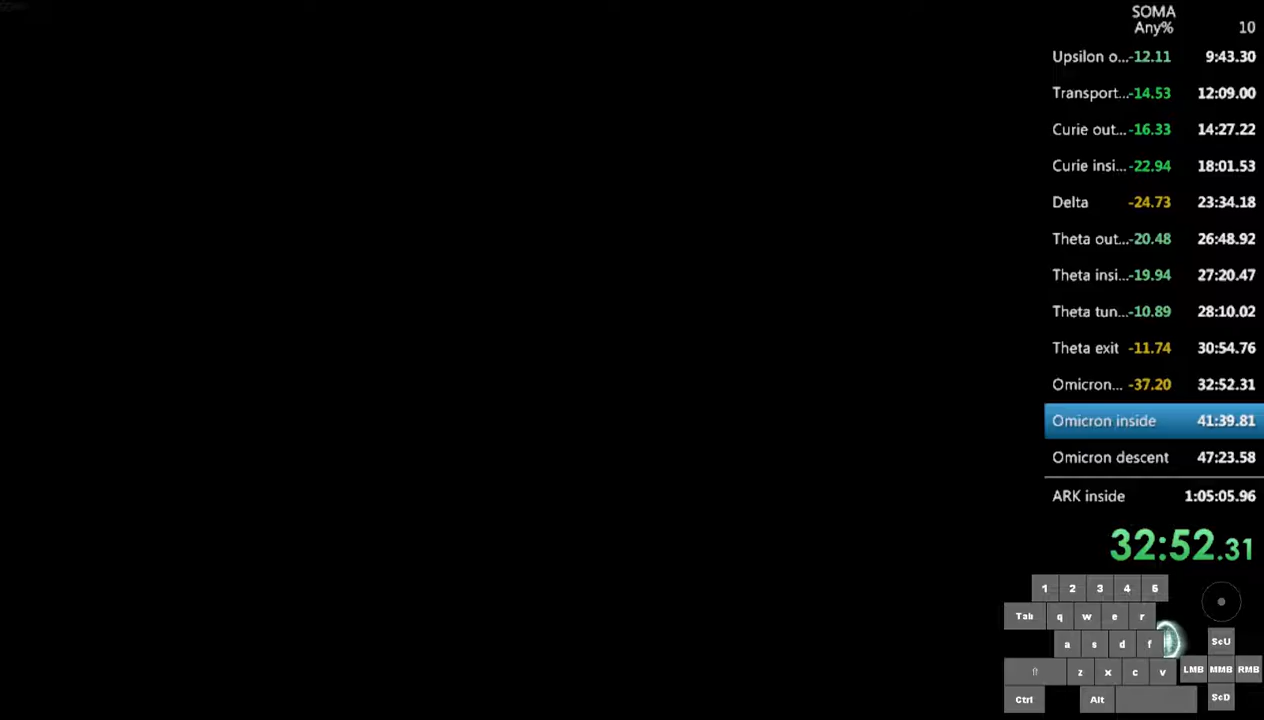 SOMA
Any% 10
Upsilon o... -12.11 9:43.30
Transport... -14.53 12:09.00
Curie out... -16.33 14:27.22
Curie insi... -22.94 18:01.53
Delta -24.73 23:34.18
Theta out... -20.48 26:48.92
Theta insi... -19.94 27:20.47
Theta tun... -10.89 28:10.02
Theta exit -11.74 30:54.76
Omicron... -37.20 32:52.31
Omicron inside 41:39.81
Omicron descent 47:23.58
ARK inside 1:05:05.96
32:52.31
1 2 3 4 5
Tab q w e r
a s d f ScU
⇧ z x c v LMB MMB RMB
Ctrl Alt ScD